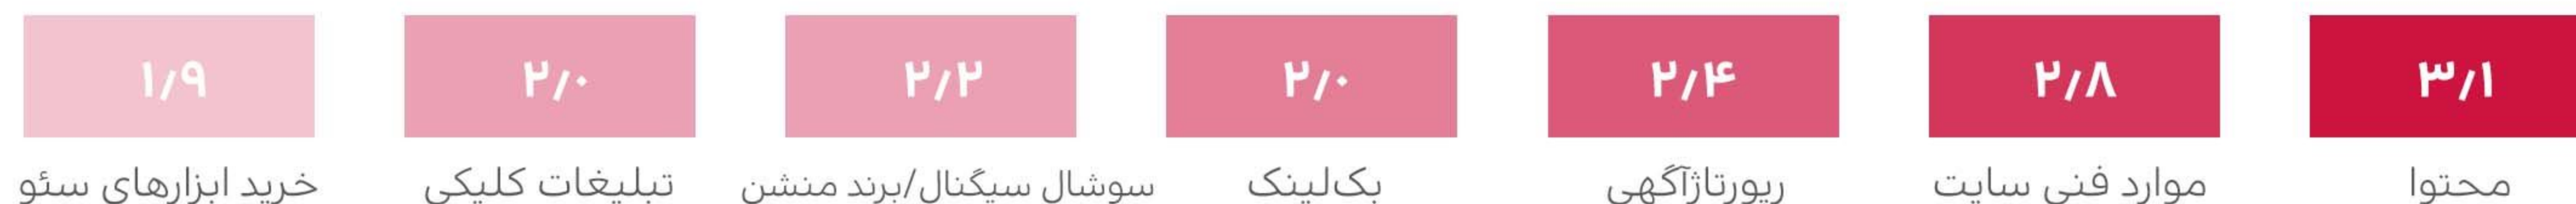 ۳/۱
۲/۸
۲/۴
۲/۰
۲/۲
۲/۰
۱/۹
محتوا
موارد فنی سایت
رپورتاژآگهی
بک‌لینک
سوشال سیگنال/برند منشن
تبلیغات کلیکی
خرید ابزارهای سئو